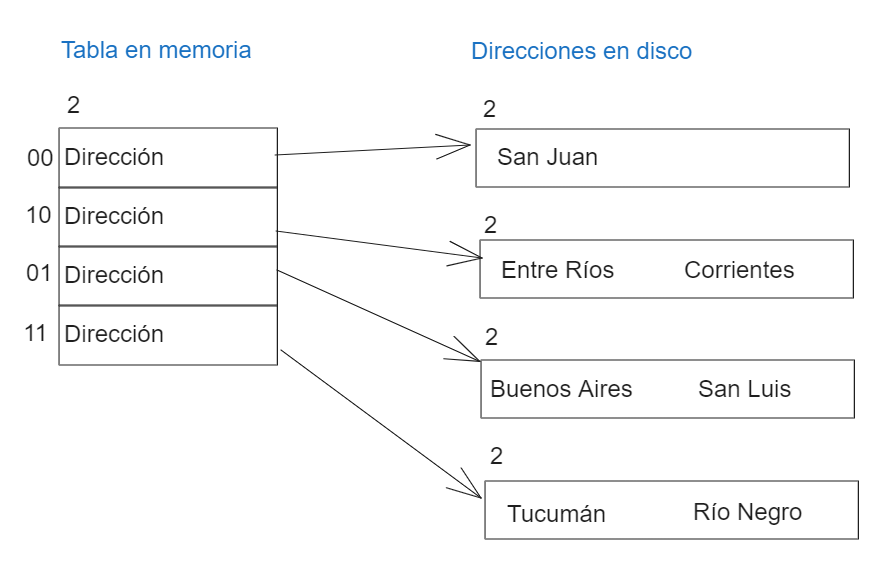 Tabla en memoria
Direcciones en disco
2
2
00 Dirección
San Juan
10 Dirección
2
Entre Ríos Corrientes
01 Dirección
11 Dirección
2
Buenos Aires San Luis
2
Tucumán Río Negro